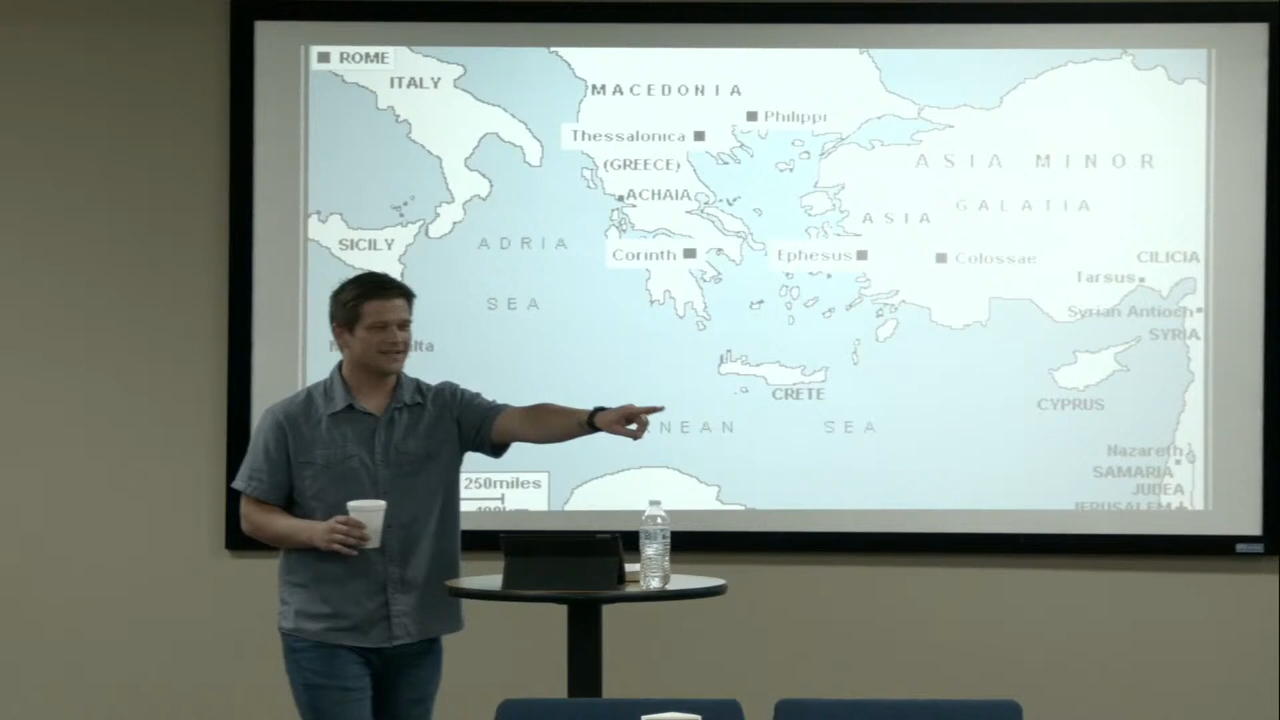 ROME
ITALY
MACEDONIA
Philippi
Thessalonica
(GREECE)
ASIA MINOR
ACHAIA
GALATIA
ASIA
SICILY
ADRIA
Corinth
Ephesus
Colossae
CILICIA
Tarsus
SEA
Syrian Antioch
SYRIA
CRETE
CYPRUS
SEA
Nazareth
SAMARIA
250miles
JUDEA
JERUSALEM